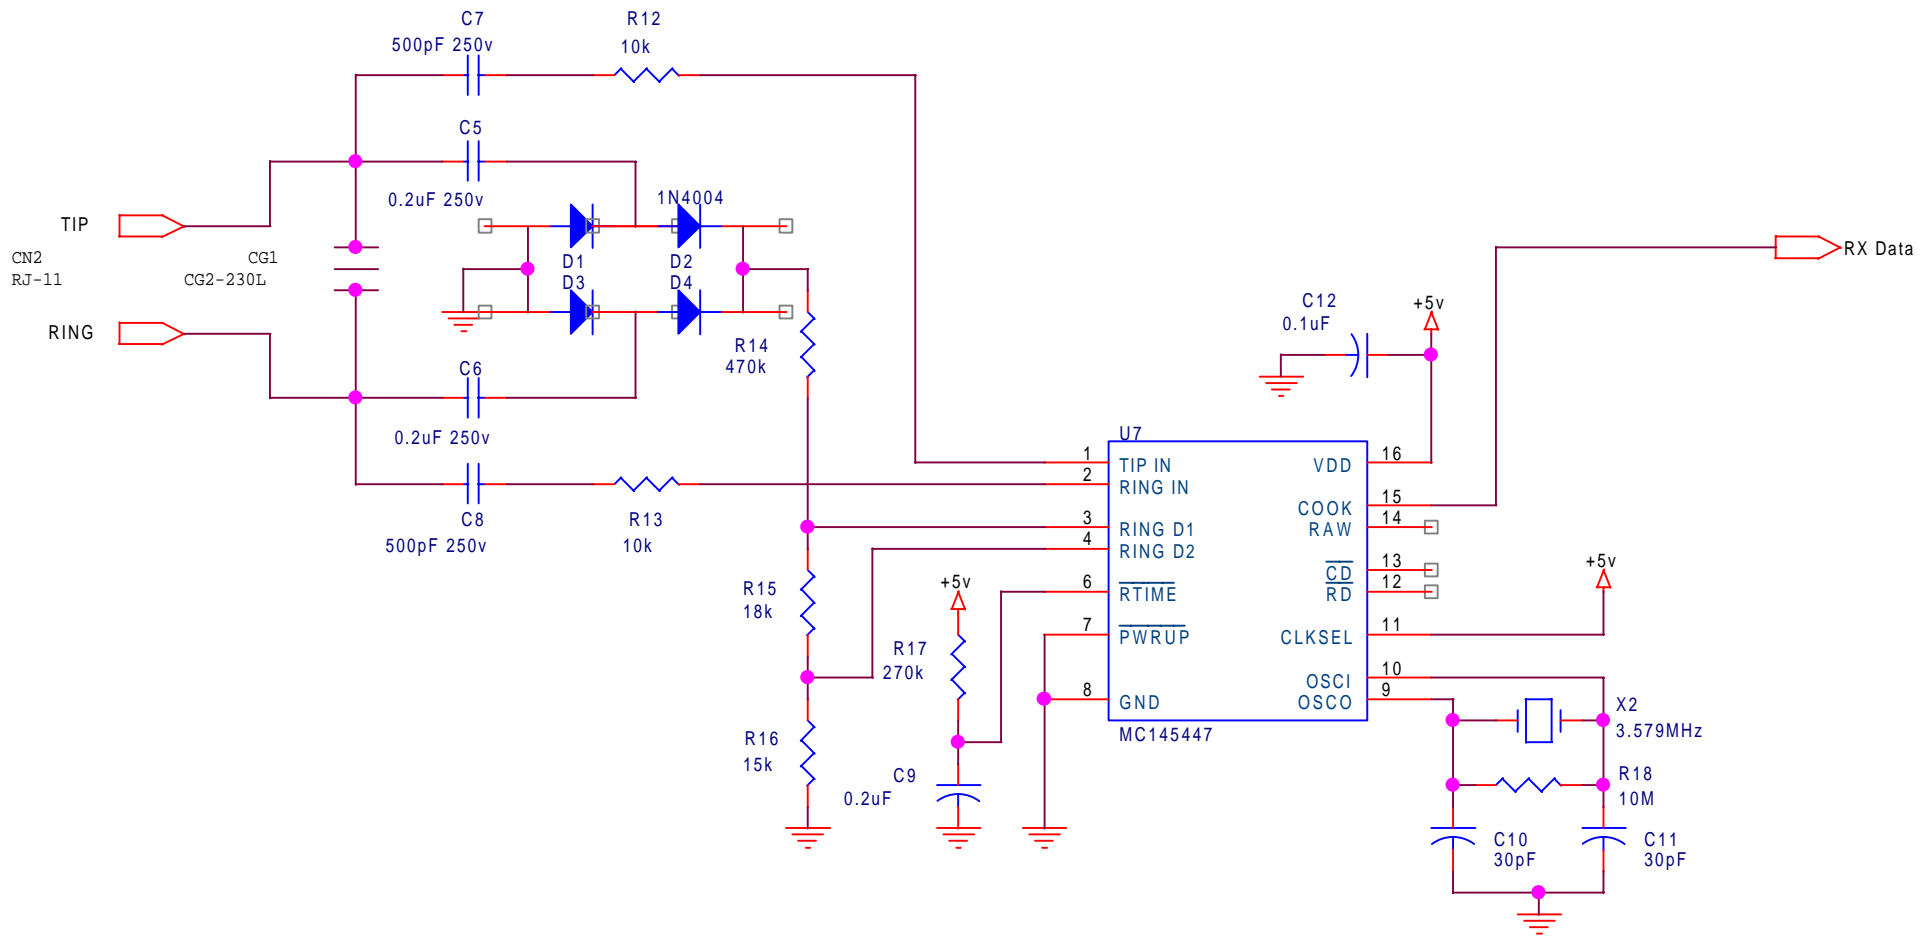 C7
500pF 250v
R12
10k
C5
0.2uF 250v
1N4004
TIP
CN2
RJ-11
CG1
CG2-230L
RING
D1
D2
D3
D4
R14
470k
C6
0.2uF 250v
C8
500pF 250v
R13
10k
RX Data
C12
0.1uF
+5v
U7
1
TIP IN
2
RING IN
3
RING D1
4
RING D2
6
RTIME
7
PWRUP
8
GND
VDD
16
COOK
15
RAW
14
CD
13
RD
12
CLKSEL
11
OSCI
10
OSCO
9
MC145447
+5v
+5v
R15
18k
R17
270k
R16
15k
C9
0.2uF
X2
3.579MHz
R18
10M
C10
30pF
C11
30pF